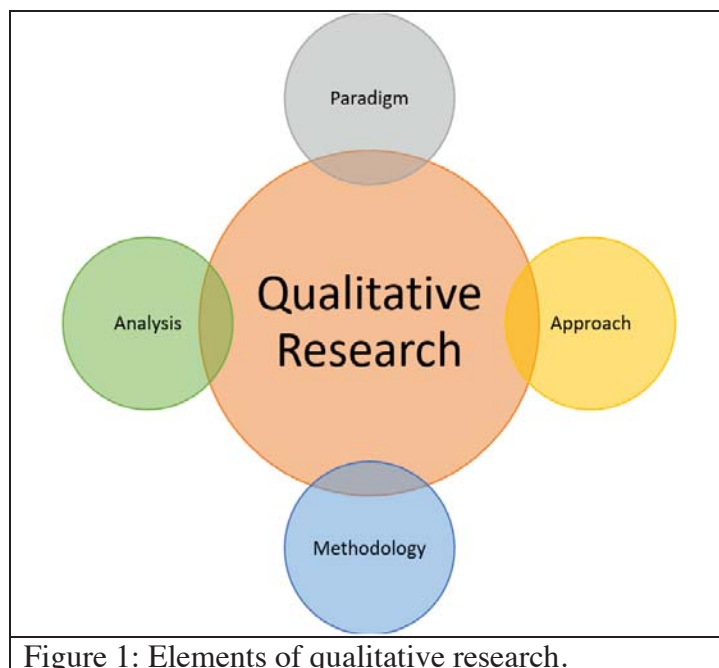 Paradigm
Analysis
Qualitative
Research
Approach
Methodology
Figure 1: Elements of qualitative research.